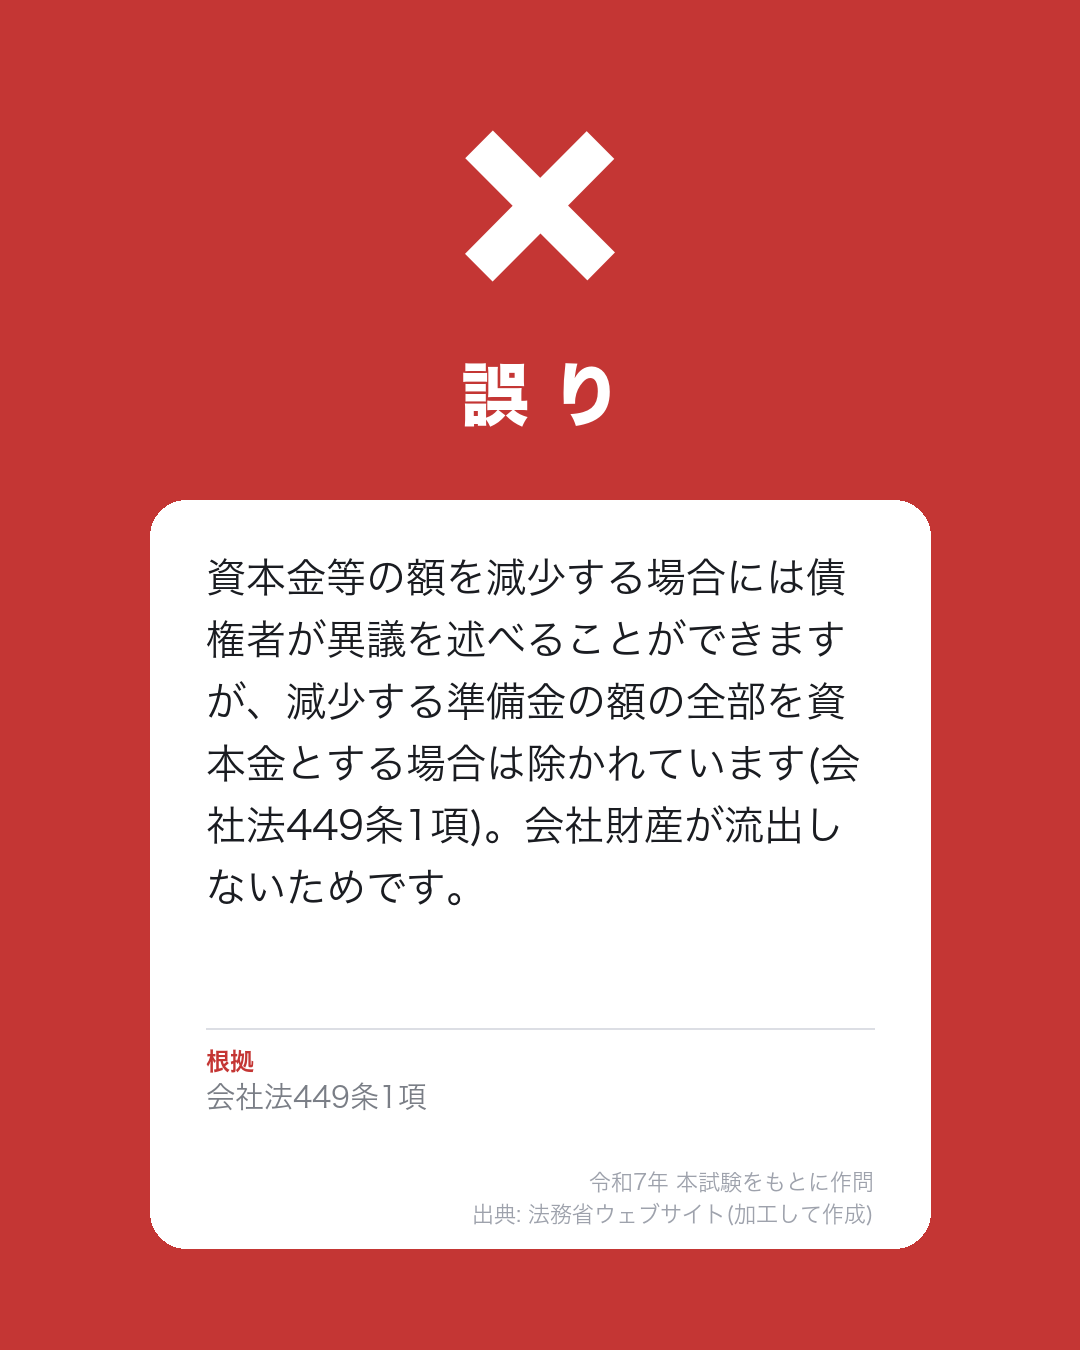 誤り
資本金等の額を減少する場合には債
権者が異議を述べることができます
が、減少する準備金の額の全部を資
本金とする場合は除かれています(会
社法449条1項)。会社財産が流出し
ないためです。
根拠
会社法449条1項
令和7年 本試験をもとに作問
出典: 法務省ウェブサイト(加工して作成)